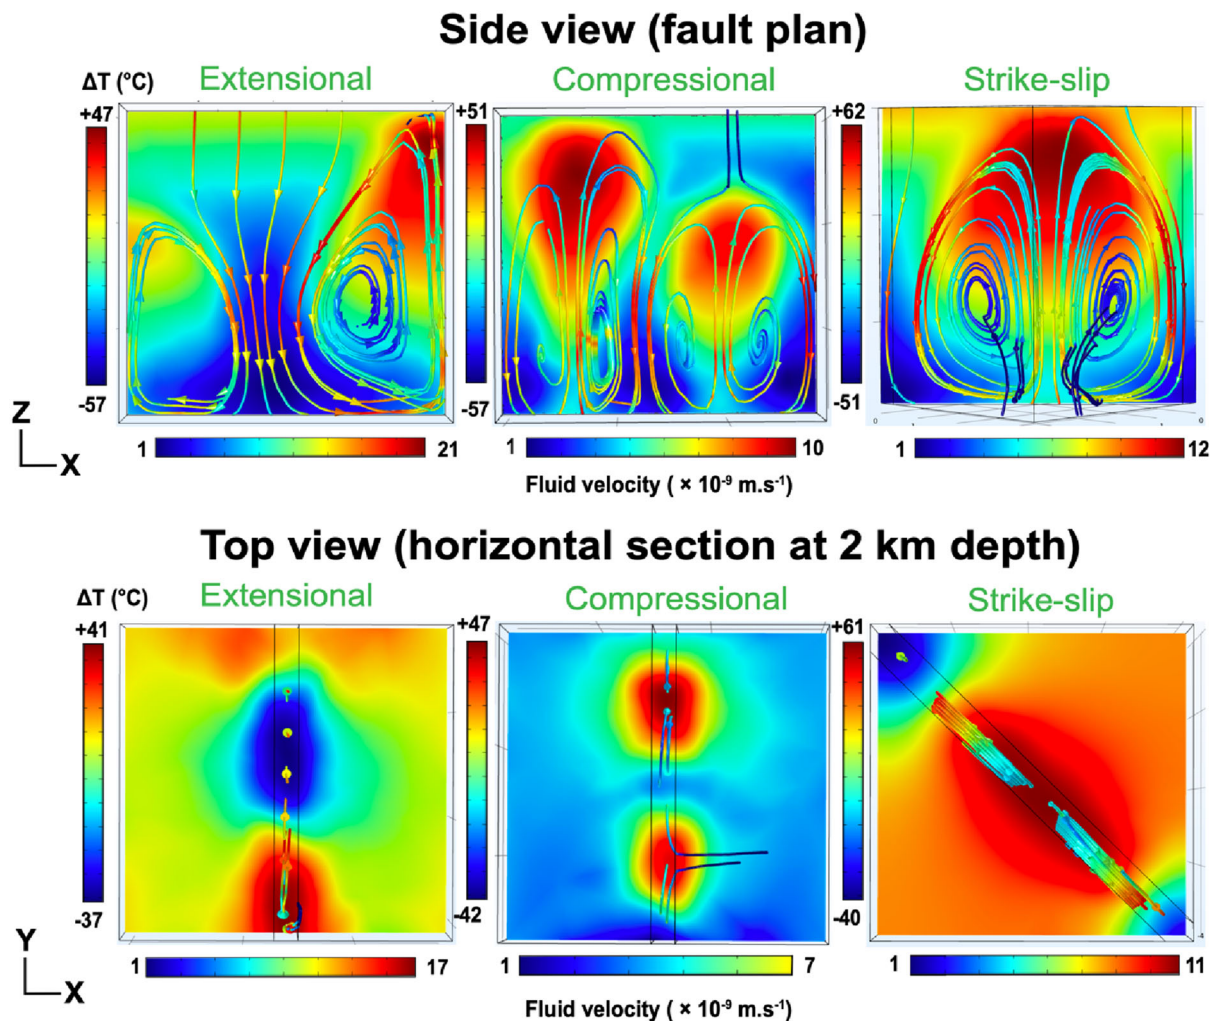 Side view (fault plan)
ΔT (°C) Extensional Compressional Strike-slip
+47 +51 +62
-57 -57 -51
Z
X
1 21 1 10 1 12
Fluid velocity ( × 10⁻⁹ m.s⁻¹)
Top view (horizontal section at 2 km depth)
ΔT (°C) Extensional Compressional Strike-slip
+41 +47 +61
-37 -42 -40
Y
X
1 17 1 7 1 11
Fluid velocity ( × 10⁻⁹ m.s⁻¹)